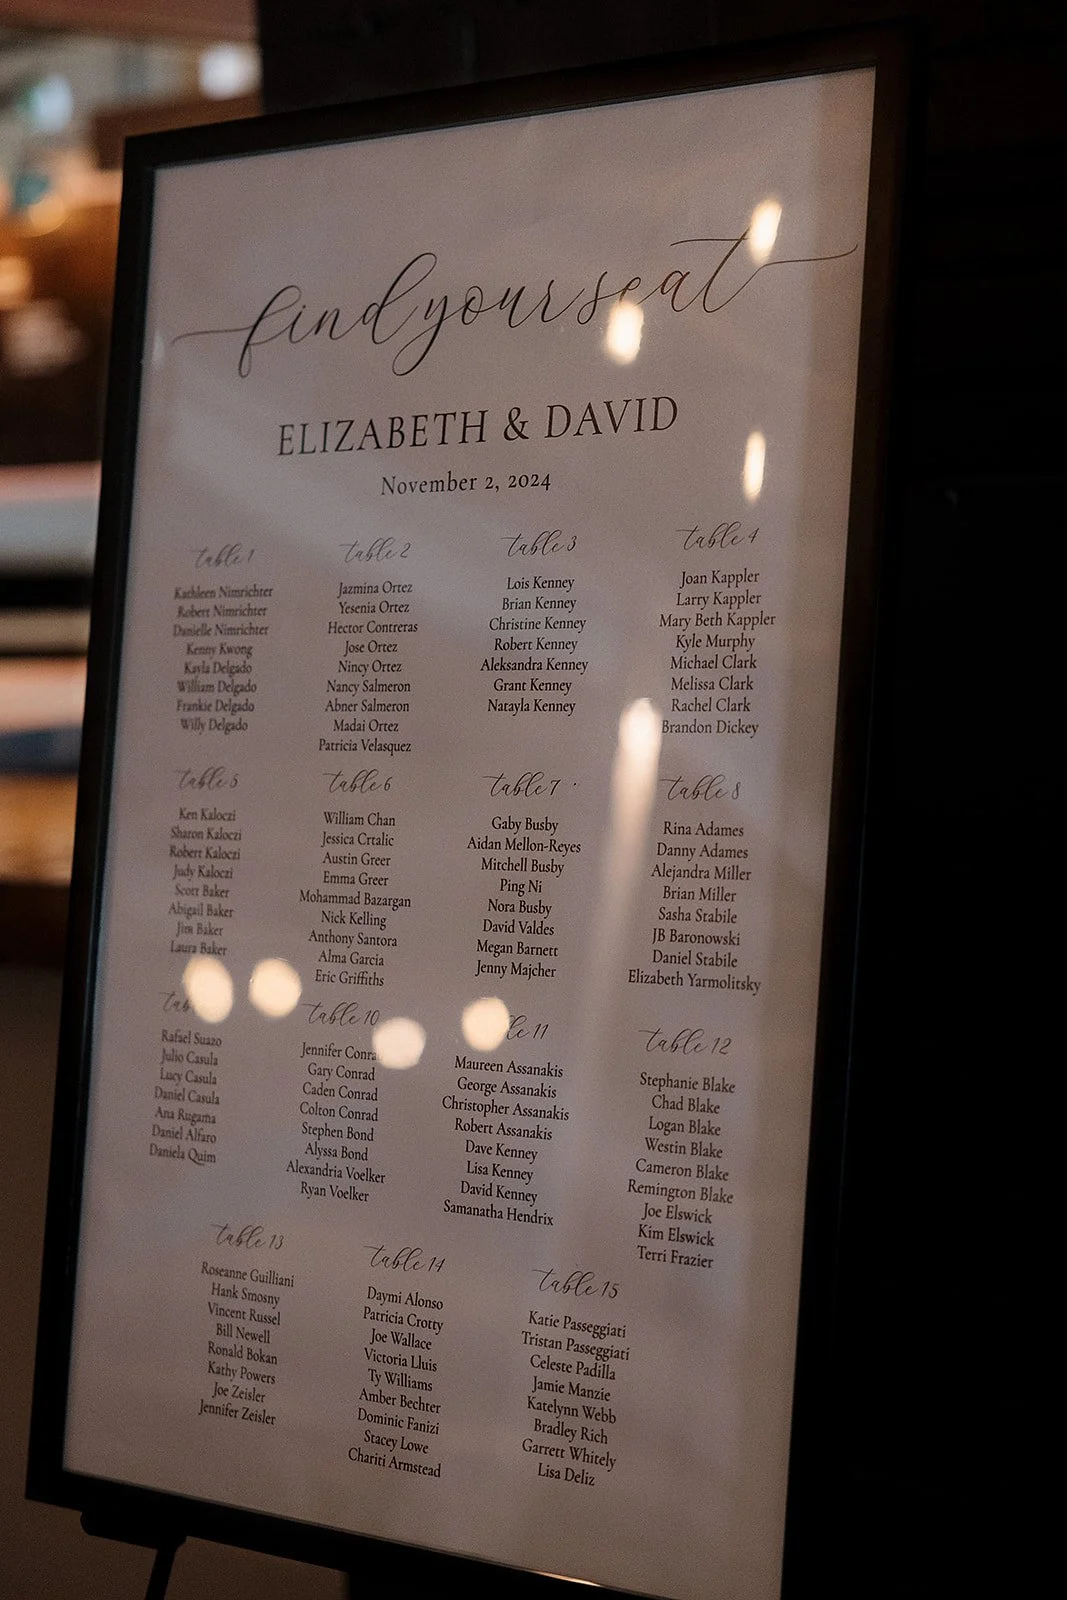 find your seat
ELIZABETH & DAVID
November 2, 2024
table 1
Kathleen Nimrichter
Robert Nimrichter
Danielle Nimrichter
Kenny Kwong
Kayla Delgado
William Delgado
Frankie Delgado
Willy Delgado
table 2
Jazmina Ortez
Yesenia Ortez
Hector Contreras
Jose Ortez
Nincy Ortez
Nancy Salmeron
Abner Salmeron
Madai Ortez
Patricia Velasquez
table 3
Lois Kenney
Brian Kenney
Christine Kenney
Robert Kenney
Aleksandra Kenney
Grant Kenney
Natayla Kenney
table 4
Joan Kappler
Larry Kappler
Mary Beth Kappler
Kyle Murphy
Michael Clark
Melissa Clark
Rachel Clark
Brandon Dickey
table 5
Ken Kaloczi
Sharon Kaloczi
Robert Kaloczi
Judy Kaloczi
Scott Baker
Abigail Baker
Jim Baker
Laura Baker
table 6
William Chan
Jessica Crtalic
Austin Greer
Emma Greer
Mohammad Bazargan
Nick Kelling
Anthony Santora
Alma Garcia
Eric Griffiths
table 7
Gaby Busby
Aidan Mellon-Reyes
Mitchell Busby
Ping Ni
Nora Busby
David Valdes
Megan Barnett
Jenny Majcher
table 8
Rina Adames
Danny Adames
Alejandra Miller
Brian Miller
Sasha Stabile
JB Baronowski
Daniel Stabile
Elizabeth Yarmolitsky
Rafael Suazo
Julio Casula
Lucy Casula
Daniel Casula
Ana Rugama
Daniel Alfaro
Daniela Quim
table 10
Jennifer Conrad
Gary Conrad
Caden Conrad
Colton Conrad
Stephen Bond
Alyssa Bond
Alexandria Voelker
Ryan Voelker
11
Maureen Assanakis
George Assanakis
Christopher Assanakis
Robert Assanakis
Dave Kenney
Lisa Kenney
David Kenney
Samanatha Hendrix
table 12
Stephanie Blake
Chad Blake
Logan Blake
Westin Blake
Cameron Blake
Remington Blake
Joe Elswick
Kim Elswick
Terri Frazier
table 13
Roseanne Guilliani
Hank Smosny
Vincent Russel
Bill Newell
Ronald Bokan
Kathy Powers
Joe Zeisler
Jennifer Zeisler
table 14
Daymi Alonso
Patricia Crotty
Joe Wallace
Victoria Lluis
Ty Williams
Amber Bechter
Dominic Fanizi
Stacey Lowe
Chariti Armstead
table 15
Katie Passeggiati
Tristan Passeggiati
Celeste Padilla
Jamie Manzie
Katelynn Webb
Bradley Rich
Garrett Whitely
Lisa Deliz